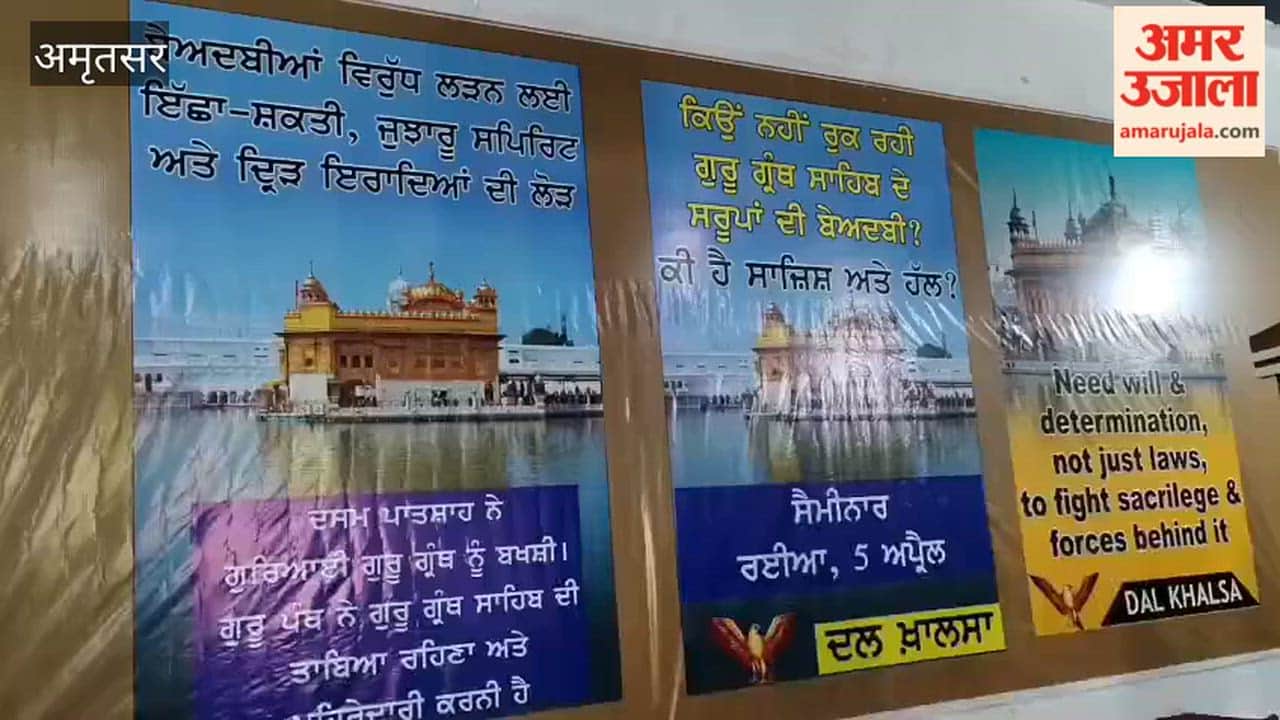 अमृतसर
अमर
उजाला
amarujala.com
ਬੇਅਦਬੀਆਂ ਵਿਰੁੱਧ ਲੜਨ ਲਈ
ਇੱਛਾ-ਸ਼ਕਤੀ, ਜੁਝਾਰੂ ਸਪਿਰਿਟ
ਅਤੇ ਦ੍ਰਿੜ ਇਰਾਦਿਆਂ ਦੀ ਲੋੜ
ਦਸਮ ਪਾਤਸ਼ਾਹ ਨੇ
ਗੁਰਿਆਈ ਗੁਰੂ ਗ੍ਰੰਥ ਨੂੰ ਬਖਸ਼ੀ।
ਗੁਰੂ ਪੰਥ ਨੇ ਗੁਰੂ ਗ੍ਰੰਥ ਸਾਹਿਬ ਦੀ
ਤਾਬਿਆ ਰਹਿਣਾ ਅਤੇ
ਪਹਿਰੇਦਾਰੀ ਕਰਨੀ ਹੈ
ਕਿਉਂ ਨਹੀਂ ਰੁਕ ਰਹੀ
ਗੁਰੂ ਗ੍ਰੰਥ ਸਾਹਿਬ ਦੇ
ਸਰੂਪਾਂ ਦੀ ਬੇਅਦਬੀ?
ਕੀ ਹੈ ਸਾਜ਼ਿਸ਼ ਅਤੇ ਹੱਲ?
ਸੈਮੀਨਾਰ
ਰਈਆ, 5 ਅਪ੍ਰੈਲ
ਦਲ ਖ਼ਾਲਸਾ
Need will &
determination,
not just laws,
to fight sacrilege &
forces behind it
DAL KHALSA